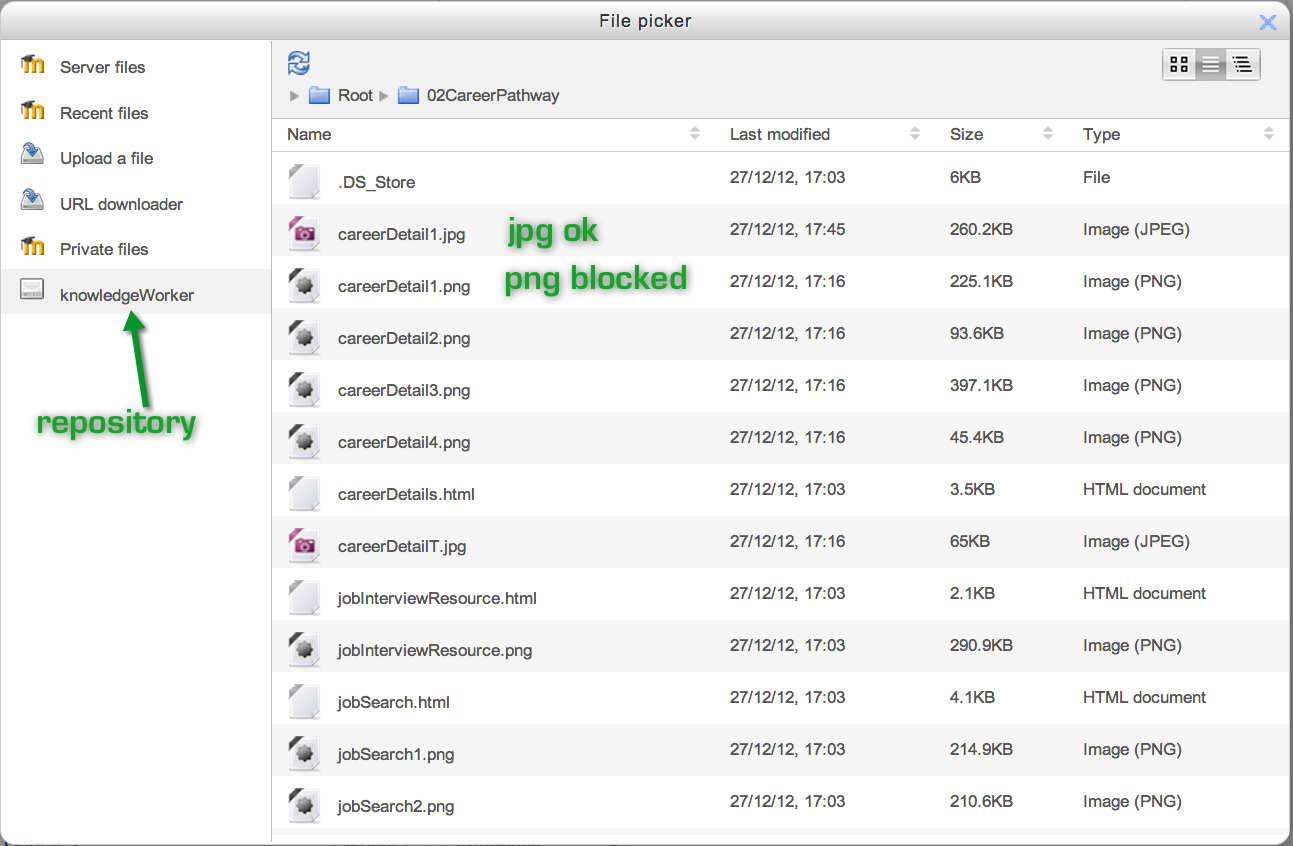 File picker
Server files
Recent files
Upload a file
URL downloader
Private files
knowledgeWorker
repository
Root 02CareerPathway
Name Last modified Size Type
.DS_Store 27/12/12, 17:03 6KB File
careerDetail1.jpg jpg ok 27/12/12, 17:45 260.2KB Image (JPEG)
careerDetail1.png png blocked 27/12/12, 17:16 225.1KB Image (PNG)
careerDetail2.png 27/12/12, 17:16 93.6KB Image (PNG)
careerDetail3.png 27/12/12, 17:16 397.1KB Image (PNG)
careerDetail4.png 27/12/12, 17:16 45.4KB Image (PNG)
careerDetails.html 27/12/12, 17:03 3.5KB HTML document
careerDetailT.jpg 27/12/12, 17:16 65KB Image (JPEG)
jobInterviewResource.html 27/12/12, 17:03 2.1KB HTML document
jobInterviewResource.png 27/12/12, 17:03 290.9KB Image (PNG)
jobSearch.html 27/12/12, 17:03 4.1KB HTML document
jobSearch1.png 27/12/12, 17:03 214.9KB Image (PNG)
jobSearch2.png 27/12/12, 17:03 210.6KB Image (PNG)